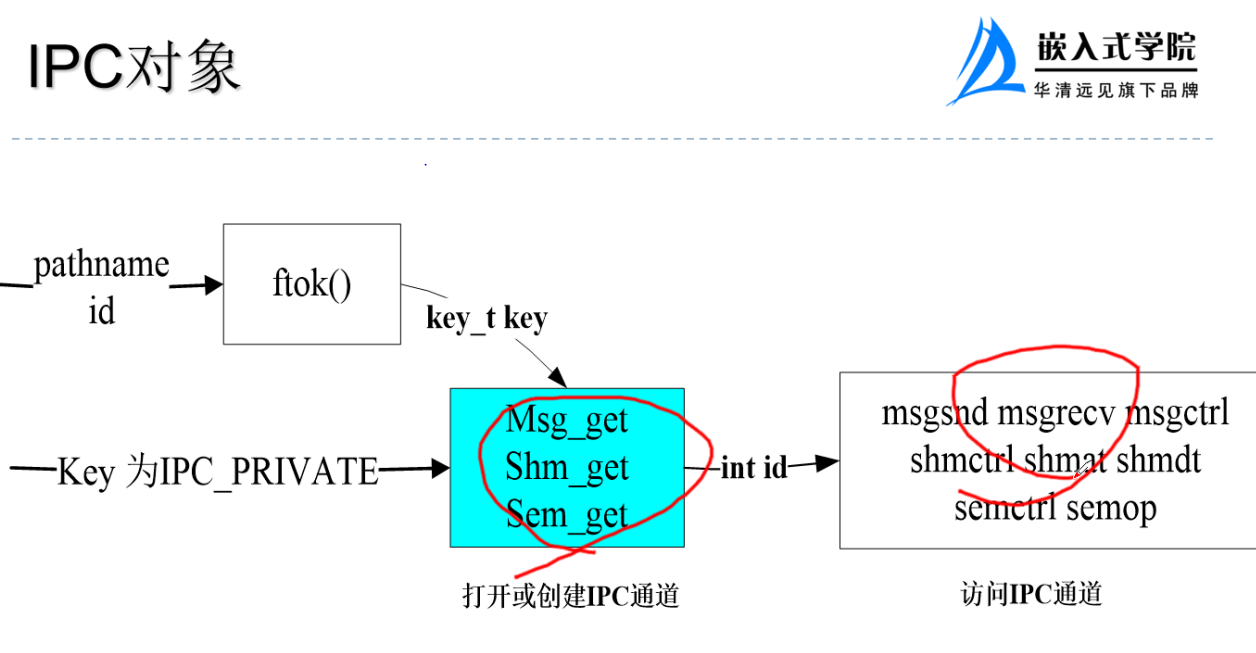 IPC对象
嵌入式学院
华清远见旗下品牌
pathname
id
ftok()
key_t key
Key 为IPC_PRIVATE
Msg_get
Shm_get
Sem_get
int id
msgsnd msgrecv msgctrl
shmctrl shmat shmdt
semctrl semop
打开或创建IPC通道
访问IPC通道